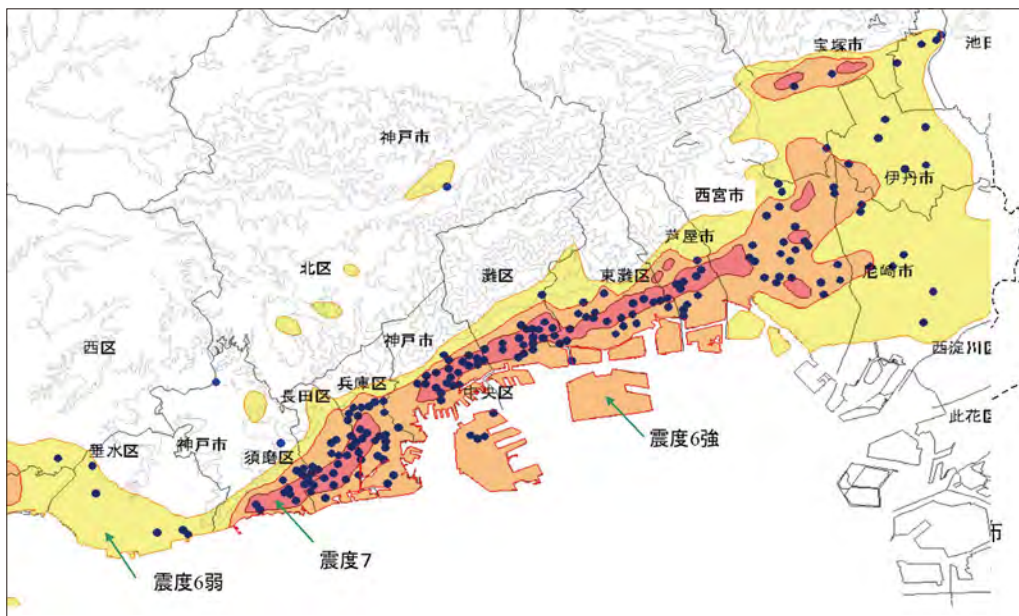 宝塚市
池田
神戸市
伊丹市
西宮市
芦屋市
北区
灘区
東灘区
尼崎市
神戸市
西区
西淀川区
兵庫区
長田区
中央区
此花区
震度6強
垂水区
神戸市
須磨区
市
震度7
震度6弱